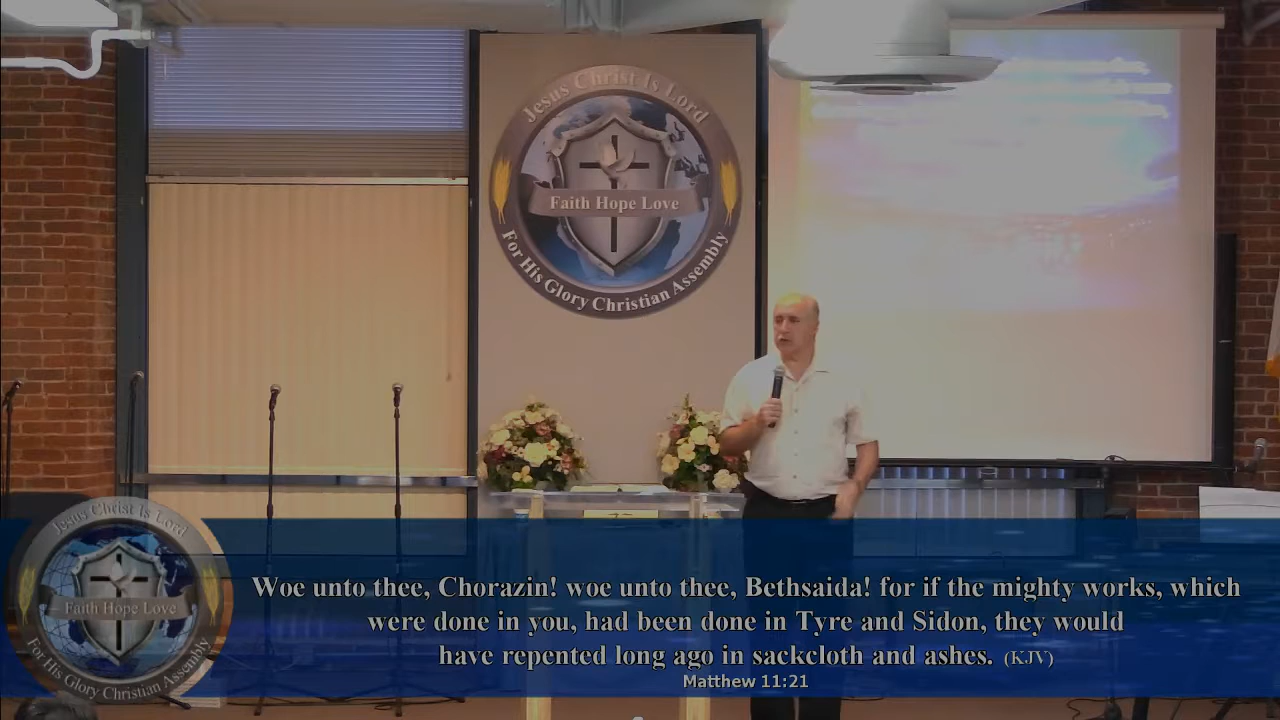 Jesus Christ Is Lord
Faith Hope Love
For His Glory Christian Assembly
Jesus Christ Is Lord
Faith Hope Love
For His Glory Christian Assembly
Woe unto thee, Chorazin! woe unto thee, Bethsaida! for if the mighty works, which
were done in you, had been done in Tyre and Sidon, they would
have repented long ago in sackcloth and ashes. (KJV)
Matthew 11:21